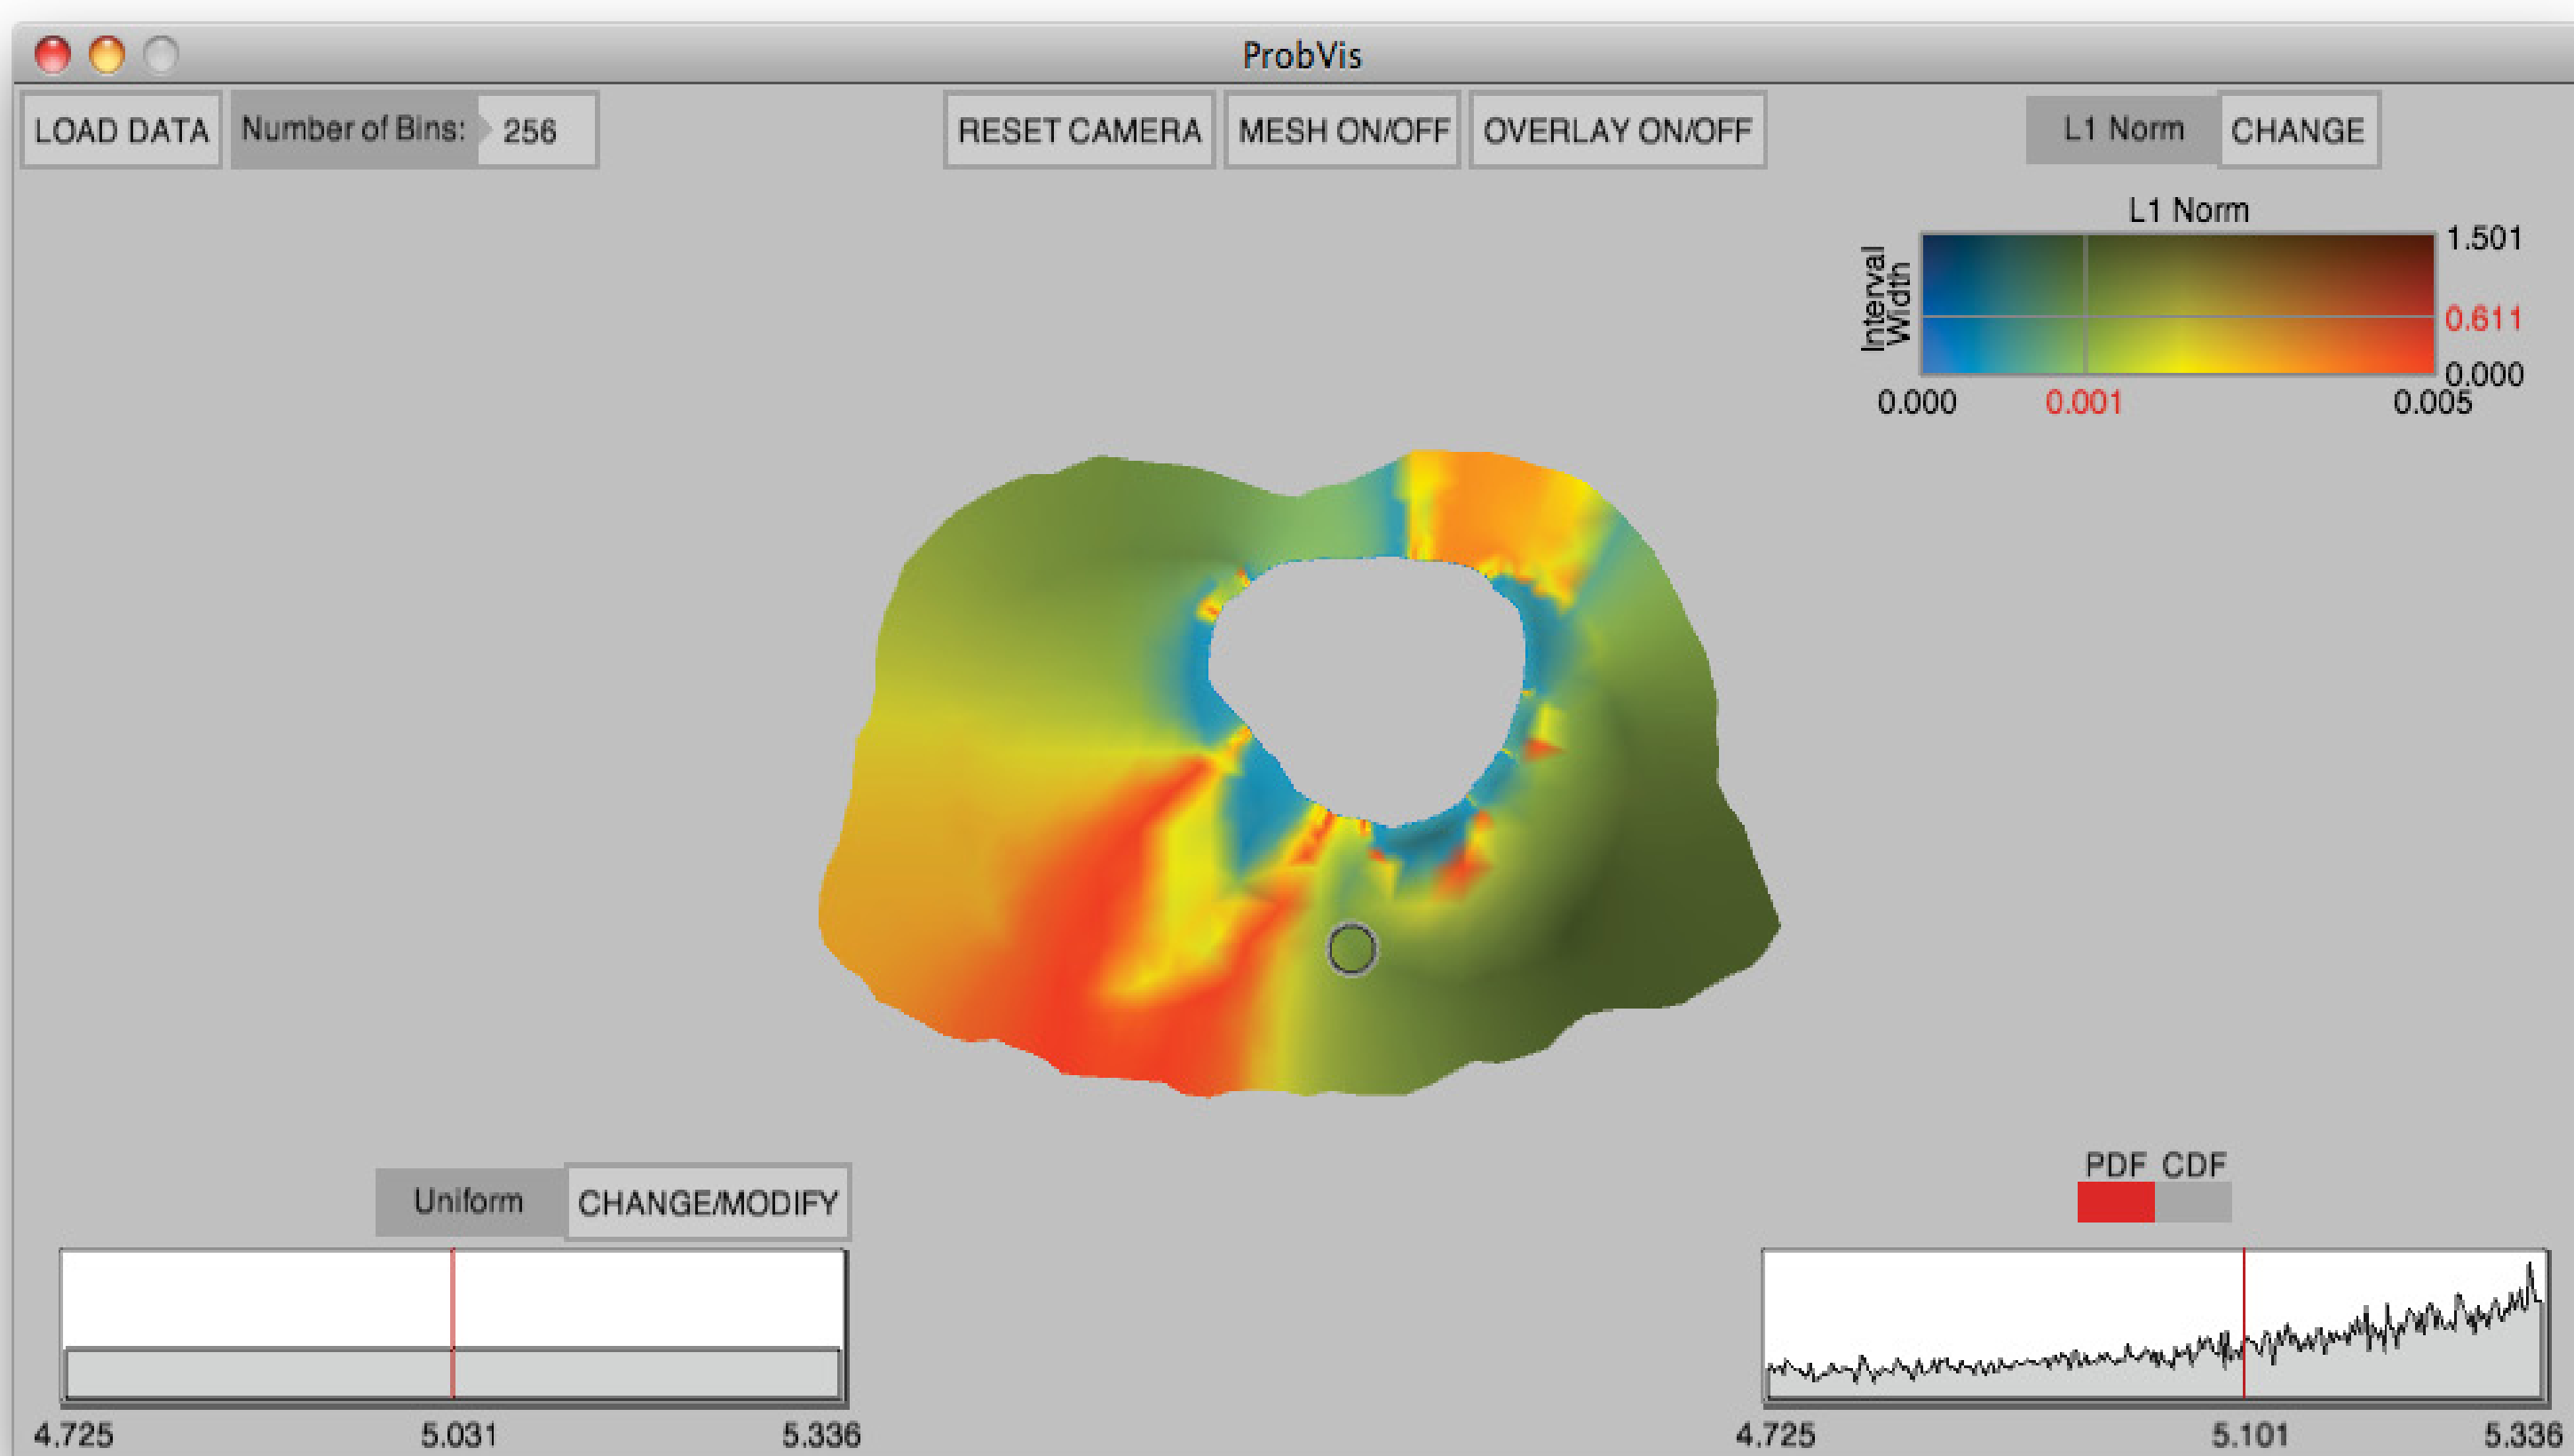 ProbVis
LOAD DATA Number of Bins: 256 RESET CAMERA MESH ON/OFF OVERLAY ON/OFF L1 Norm CHANGE
L1 Norm
Interval
Width
1.501
0.611
0.000
0.000 0.001 0.005
PDF CDF
Uniform CHANGE/MODIFY
4.725 5.031 5.336 4.725 5.101 5.336